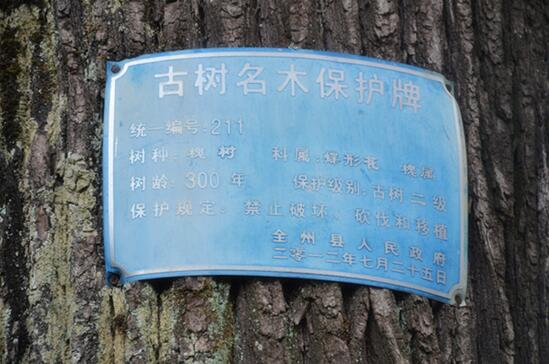 古树名木保护牌
统一编号:211
树种:槐树 科属:蝶形花 槐属
树龄:300年 保护级别:古树二级
保护规定:禁止破坏、砍伐和移植
全州县人民政府
二零一二年七月二十五日